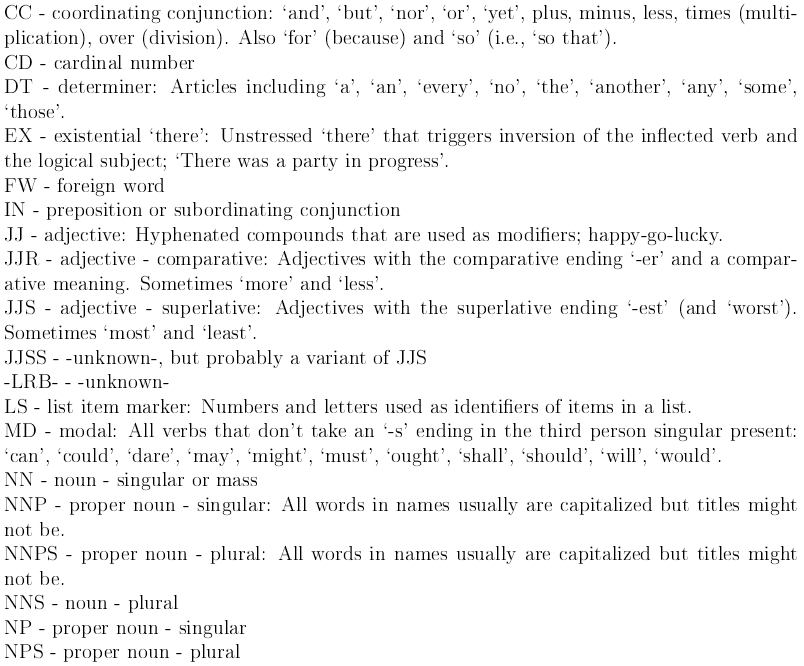 CC - coordinating conjunction: ‘and’, ‘but’, ‘nor’, ‘or’, ‘yet’, plus, minus, less, times (multi-
plication), over (division). Also ‘for’ (because) and ‘so’ (i.e., ‘so that’).
CD - cardinal number
DT - determiner: Articles including ‘a’, ‘an’, ‘every’, ‘no’, ‘the’, ‘another’, ‘any’, ‘some’,
‘those’.
EX - existential ‘there’: Unstressed ‘there’ that triggers inversion of the inflected verb and
the logical subject; ‘There was a party in progress’.
FW - foreign word
IN - preposition or subordinating conjunction
JJ - adjective: Hyphenated compounds that are used as modifiers; happy-go-lucky.
JJR - adjective - comparative: Adjectives with the comparative ending ‘-er’ and a compar-
ative meaning. Sometimes ‘more’ and ‘less’.
JJS - adjective - superlative: Adjectives with the superlative ending ‘-est’ (and ‘worst’).
Sometimes ‘most’ and ‘least’.
JJSS - -unknown-, but probably a variant of JJS
-LRB- - -unknown-
LS - list item marker: Numbers and letters used as identifiers of items in a list.
MD - modal: All verbs that don’t take an ‘-s’ ending in the third person singular present:
‘can’, ‘could’, ‘dare’, ‘may’, ‘might’, ‘must’, ‘ought’, ‘shall’, ‘should’, ‘will’, ‘would’.
NN - noun - singular or mass
NNP - proper noun - singular: All words in names usually are capitalized but titles might
not be.
NNPS - proper noun - plural: All words in names usually are capitalized but titles might
not be.
NNS - noun - plural
NP - proper noun - singular
NPS - proper noun - plural